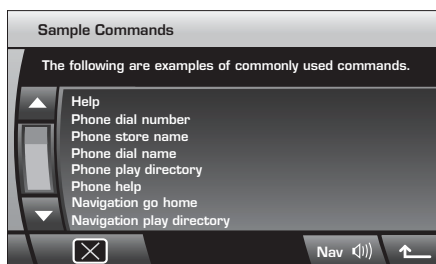 Sample Commands
The following are examples of commonly used commands.
Help
Phone dial number
Phone store name
Phone dial name
Phone play directory
Phone help
Navigation go home
Navigation play directory
Nav